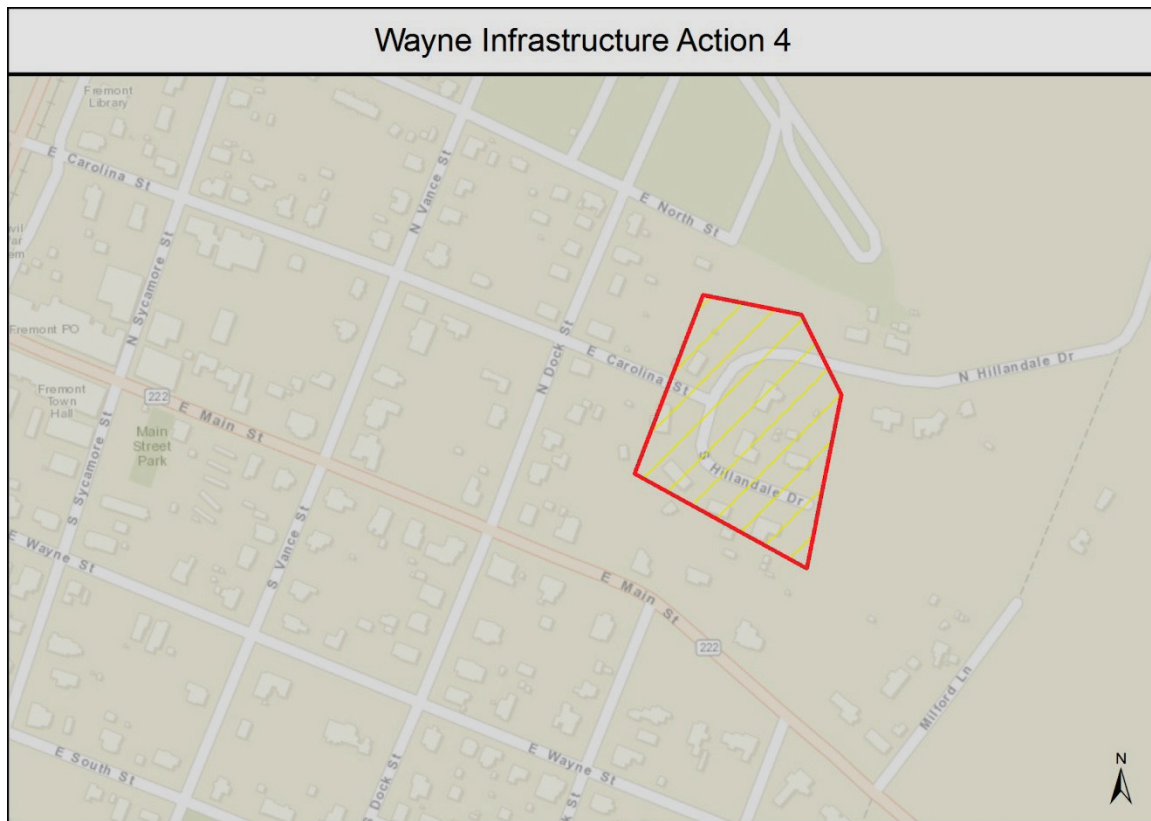 Wayne Infrastructure Action 4
Fremont
Library
E Carolina St
N Vance St
E North St
N Sycamore St
Fremont PO
N Dock St
E Carolina St
N Hillandale Dr
Fremont
Town
Hall
222
E Main St
Main
Street
Park
S Sycamore St
S Hillandale Dr
S Vance St
E Wayne St
E Main St
222
Milford Ln
E Wayne St
E South St
S Dock St
St
N